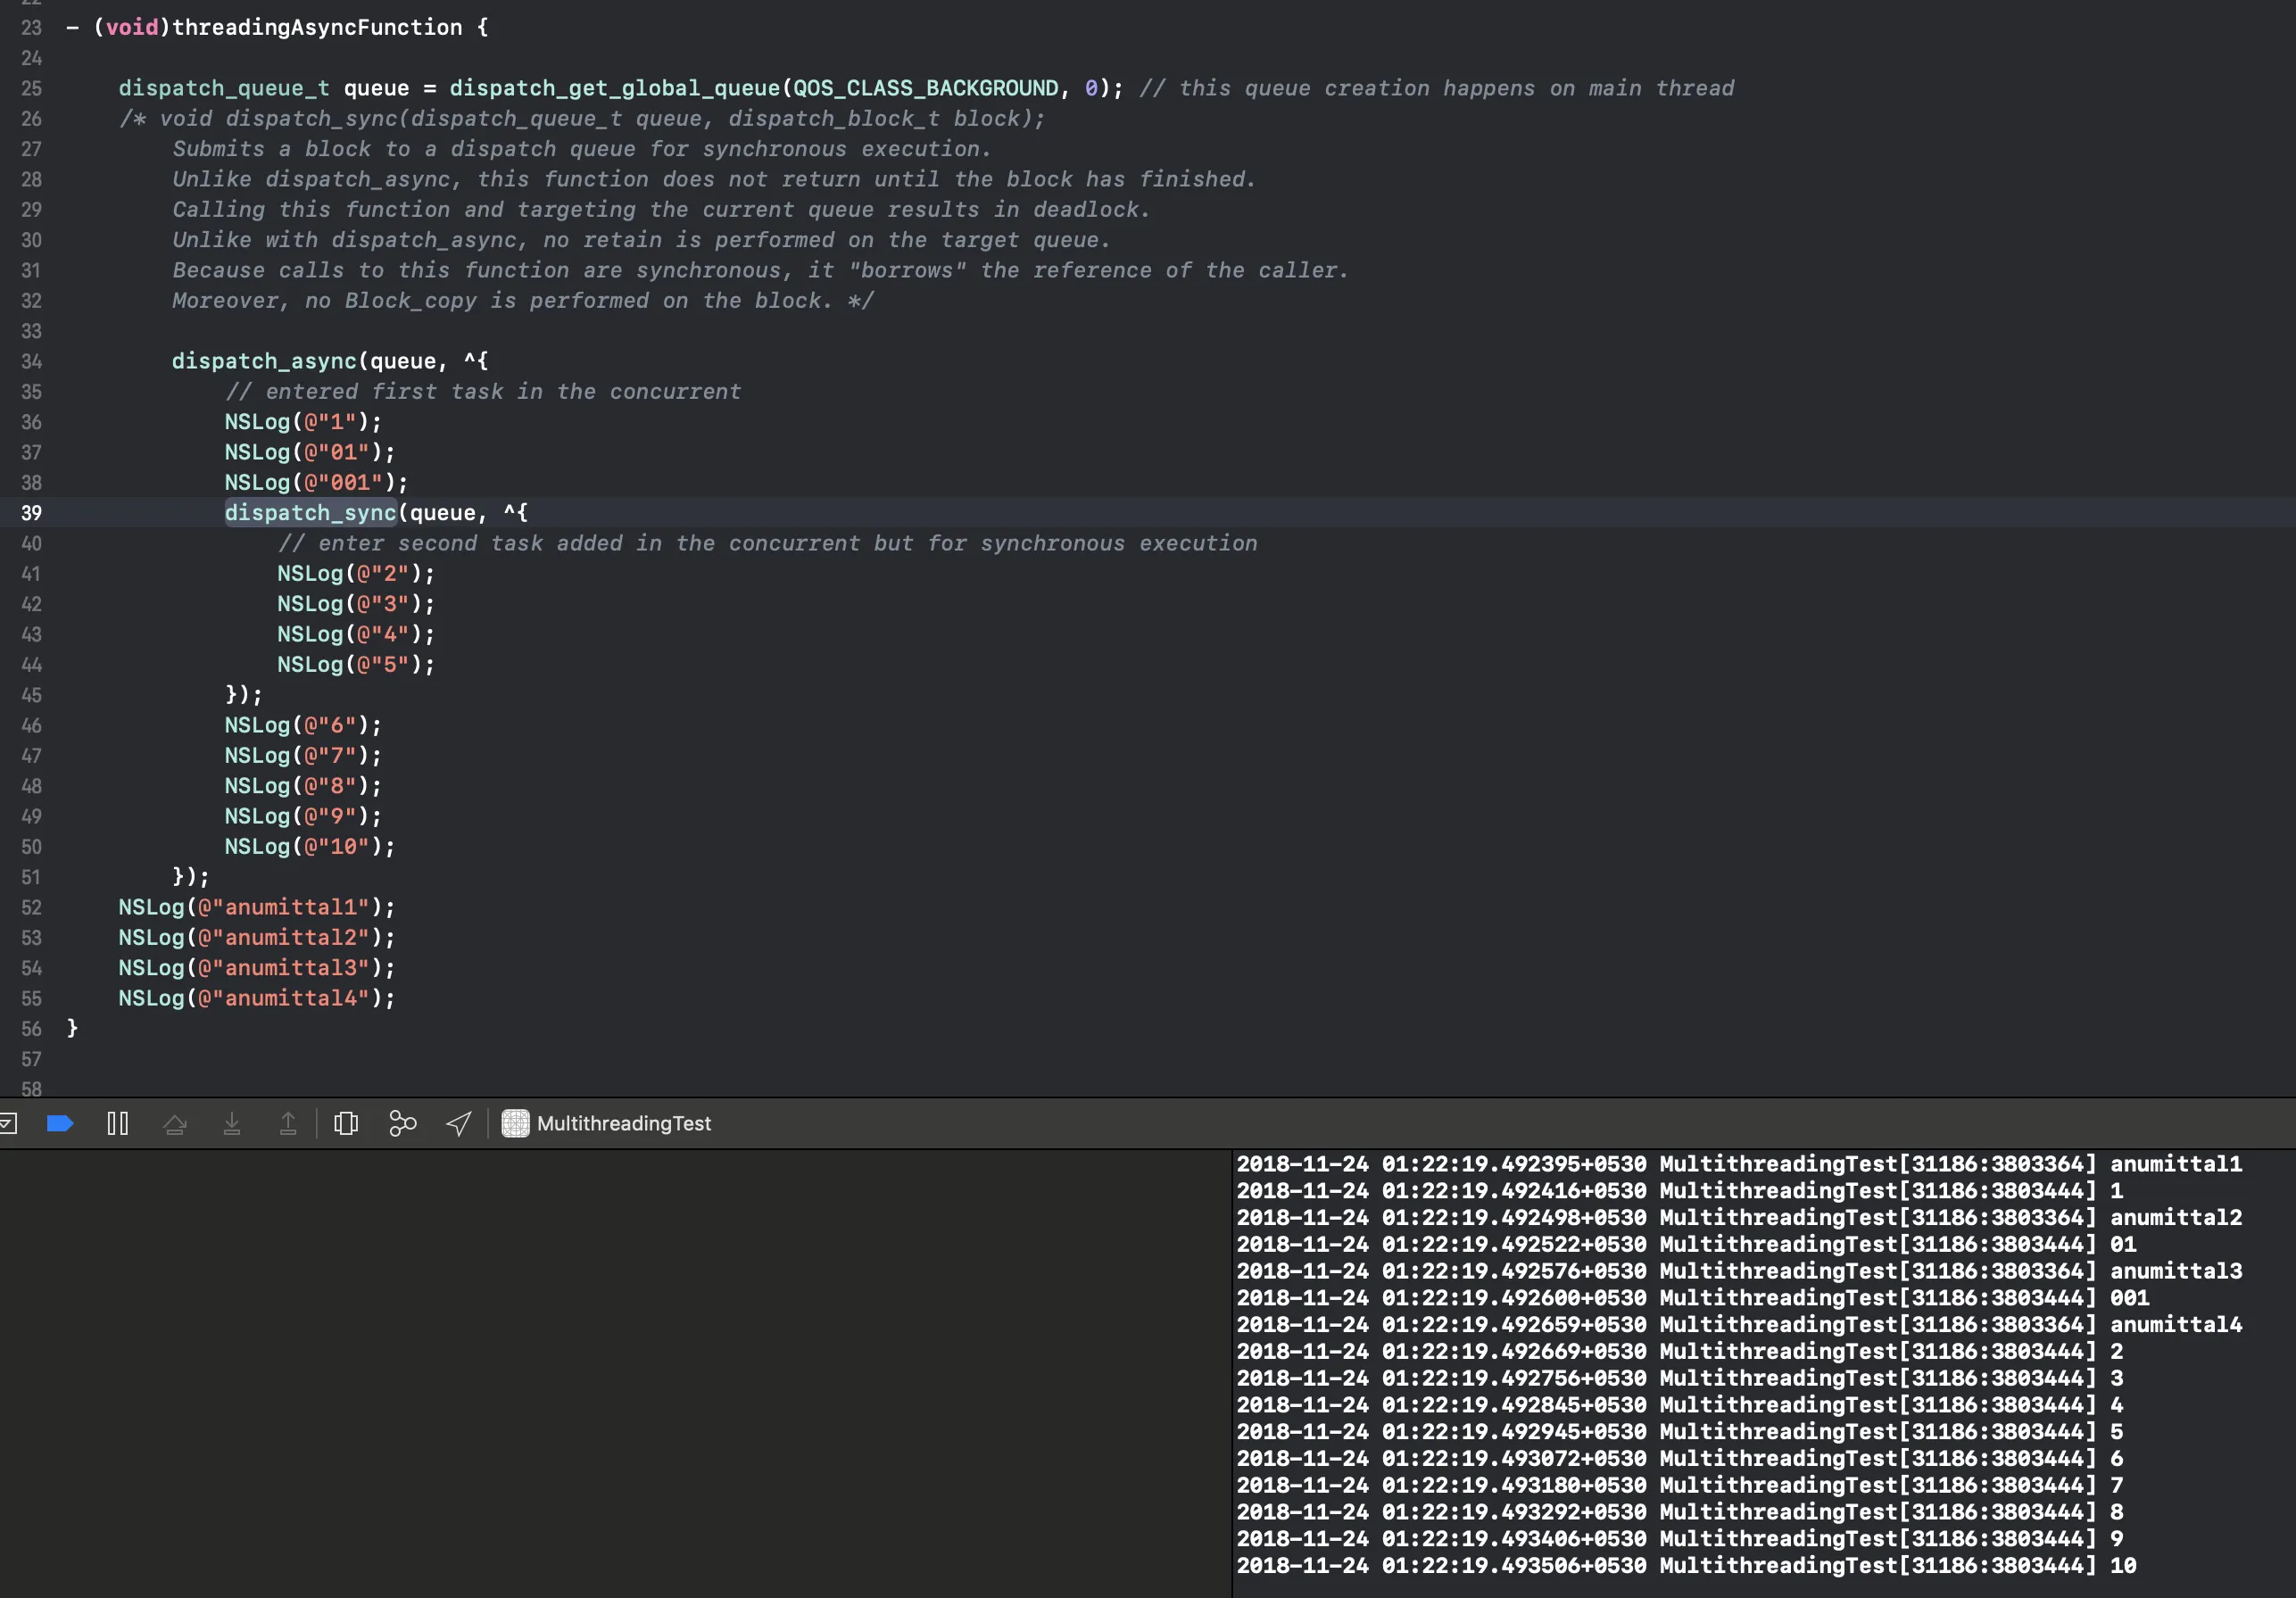 22
23 - (void)threadingAsyncFunction {
24
25 dispatch_queue_t queue = dispatch_get_global_queue(QOS_CLASS_BACKGROUND, 0); // this queue creation happens on main thread
26 /* void dispatch_sync(dispatch_queue_t queue, dispatch_block_t block);
27 Submits a block to a dispatch queue for synchronous execution.
28 Unlike dispatch_async, this function does not return until the block has finished.
29 Calling this function and targeting the current queue results in deadlock.
30 Unlike with dispatch_async, no retain is performed on the target queue.
31 Because calls to this function are synchronous, it "borrows" the reference of the caller.
32 Moreover, no Block_copy is performed on the block. */
33
34 dispatch_async(queue, ^{
35 // entered first task in the concurrent
36 NSLog(@"1");
37 NSLog(@"01");
38 NSLog(@"001");
39 dispatch_sync(queue, ^{
40 // enter second task added in the concurrent but for synchronous execution
41 NSLog(@"2");
42 NSLog(@"3");
43 NSLog(@"4");
44 NSLog(@"5");
45 });
46 NSLog(@"6");
47 NSLog(@"7");
48 NSLog(@"8");
49 NSLog(@"9");
50 NSLog(@"10");
51 });
52 NSLog(@"anumittal1");
53 NSLog(@"anumittal2");
54 NSLog(@"anumittal3");
55 NSLog(@"anumittal4");
56 }
57
58
MultithreadingTest
2018-11-24 01:22:19.492395+0530 MultithreadingTest[31186:3803364] anumittal1
2018-11-24 01:22:19.492416+0530 MultithreadingTest[31186:3803444] 1
2018-11-24 01:22:19.492498+0530 MultithreadingTest[31186:3803364] anumittal2
2018-11-24 01:22:19.492522+0530 MultithreadingTest[31186:3803444] 01
2018-11-24 01:22:19.492576+0530 MultithreadingTest[31186:3803364] anumittal3
2018-11-24 01:22:19.492600+0530 MultithreadingTest[31186:3803444] 001
2018-11-24 01:22:19.492659+0530 MultithreadingTest[31186:3803364] anumittal4
2018-11-24 01:22:19.492669+0530 MultithreadingTest[31186:3803444] 2
2018-11-24 01:22:19.492756+0530 MultithreadingTest[31186:3803444] 3
2018-11-24 01:22:19.492845+0530 MultithreadingTest[31186:3803444] 4
2018-11-24 01:22:19.492945+0530 MultithreadingTest[31186:3803444] 5
2018-11-24 01:22:19.493072+0530 MultithreadingTest[31186:3803444] 6
2018-11-24 01:22:19.493180+0530 MultithreadingTest[31186:3803444] 7
2018-11-24 01:22:19.493292+0530 MultithreadingTest[31186:3803444] 8
2018-11-24 01:22:19.493406+0530 MultithreadingTest[31186:3803444] 9
2018-11-24 01:22:19.493506+0530 MultithreadingTest[31186:3803444] 10